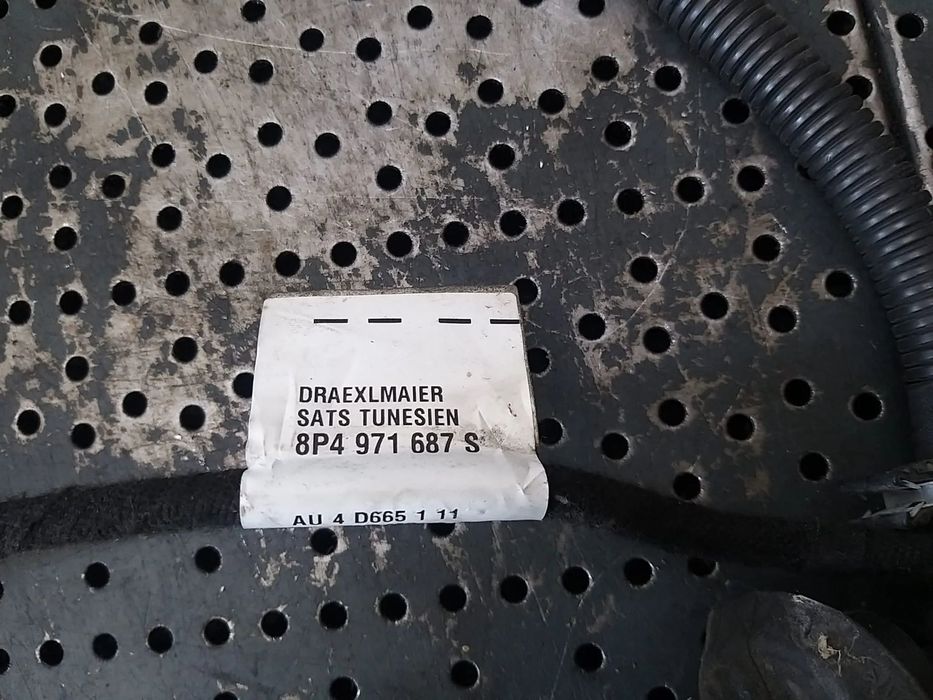 DRAEXLMAIER
SATS TUNESIEN
8P4 971 687 S
AU 4 D665 1 11